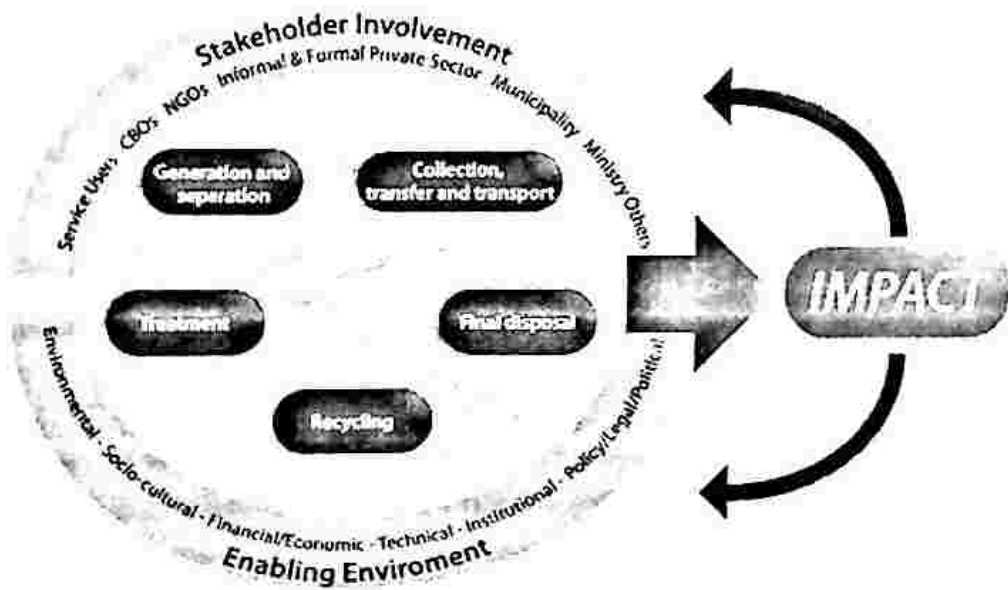 Stakeholder Involvement
Service Users CBOs NGOs Informal & Formal Private Sector Municipality Ministry Others
Generation and
separation
Collection,
transfer and transport
Treatment
Final disposal
Recycling
IMPACT
Environmental - Socio-cultural - Financial/Economic - Technical - Institutional - Policy/Legal/Political
Enabling Enviroment